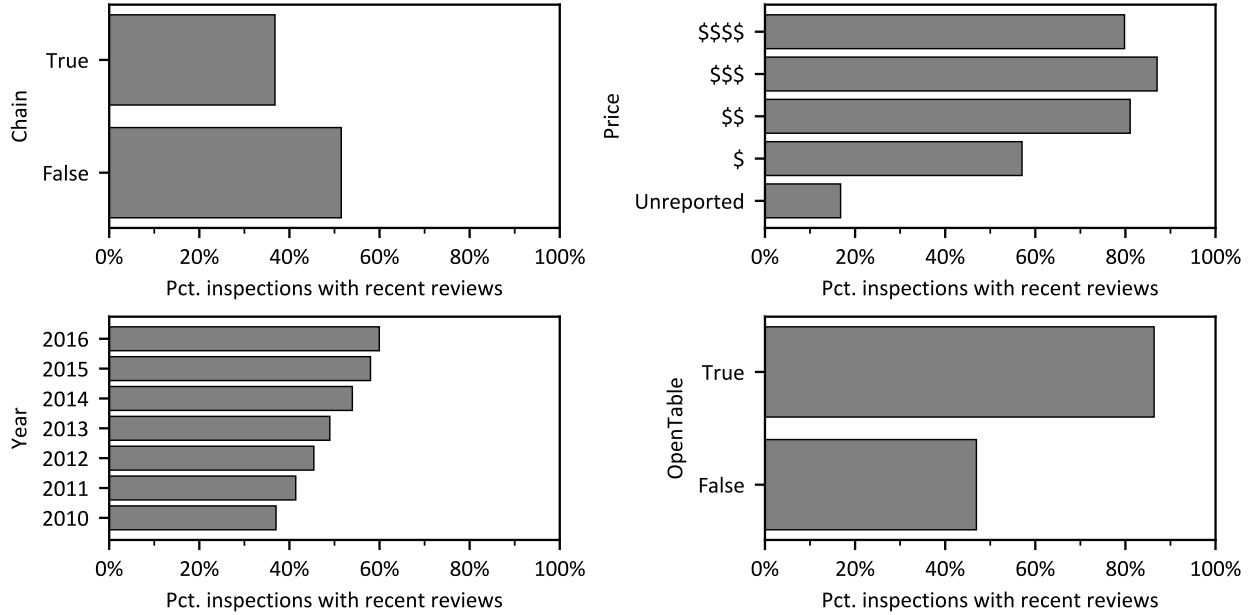 Chain
True
False
0% 20% 40% 60% 80% 100%
Pct. inspections with recent reviews
Price
$$$$
$$$
$$
$
Unreported
0% 20% 40% 60% 80% 100%
Pct. inspections with recent reviews
Year
2016
2015
2014
2013
2012
2011
2010
0% 20% 40% 60% 80% 100%
Pct. inspections with recent reviews
OpenTable
True
False
0% 20% 40% 60% 80% 100%
Pct. inspections with recent reviews